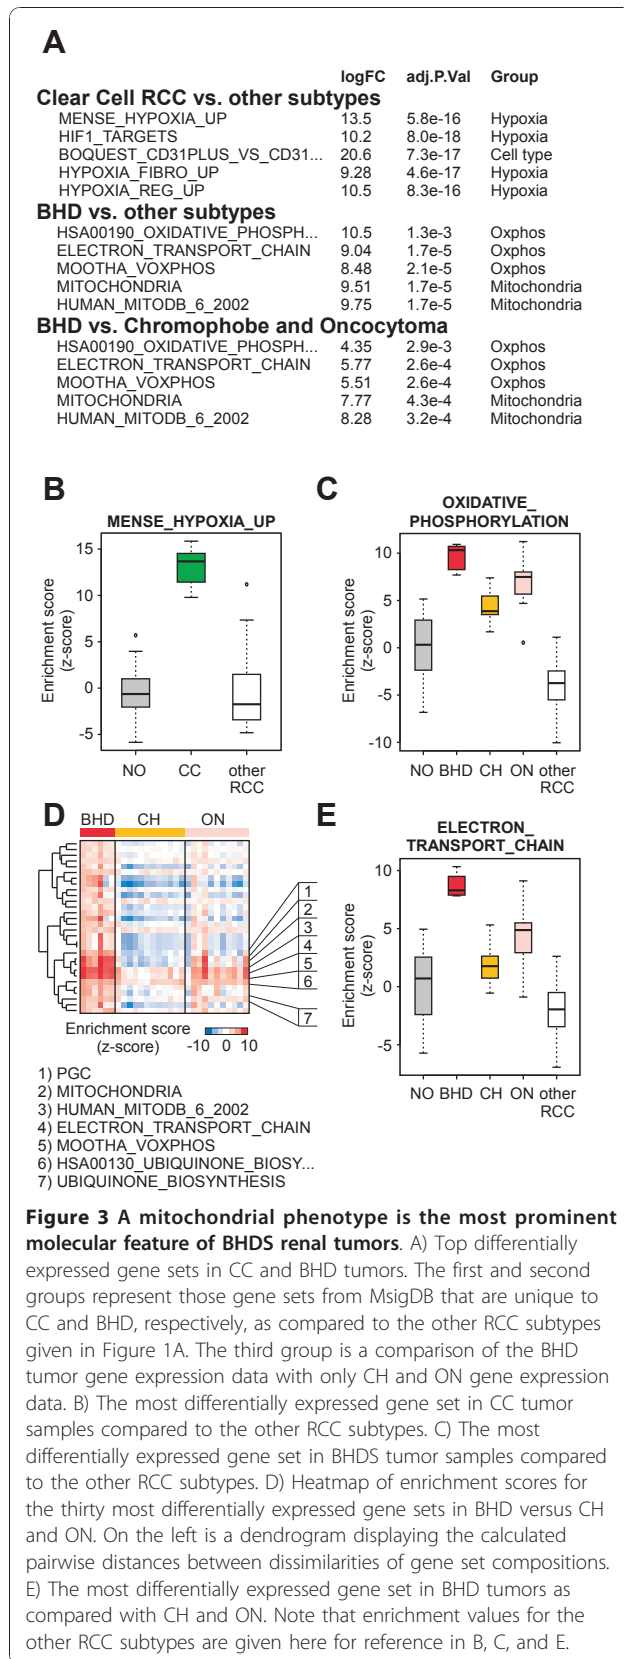 A
logFC adj.P.Val Group
Clear Cell RCC vs. other subtypes
MENSE_HYPOXIA_UP 13.5 5.8e-16 Hypoxia
HIF1_TARGETS 10.2 8.0e-18 Hypoxia
BOQUEST_CD31PLUS_VS_CD31... 20.6 7.3e-17 Cell type
HYPOXIA_FIBRO_UP 9.28 4.6e-17 Hypoxia
HYPOXIA_REG_UP 10.5 8.3e-16 Hypoxia
BHD vs. other subtypes
HSA00190_OXIDATIVE_PHOSPH... 10.5 1.3e-3 Oxphos
ELECTRON_TRANSPORT_CHAIN 9.04 1.7e-5 Oxphos
MOOTHA_VOXPHOS 8.48 2.1e-5 Oxphos
MITOCHONDRIA 9.51 1.7e-5 Mitochondria
HUMAN_MITODB_6_2002 9.75 1.7e-5 Mitochondria
BHD vs. Chromophobe and Oncocytoma
HSA00190_OXIDATIVE_PHOSPH... 4.35 2.9e-3 Oxphos
ELECTRON_TRANSPORT_CHAIN 5.77 2.6e-4 Oxphos
MOOTHA_VOXPHOS 5.51 2.6e-4 Oxphos
MITOCHONDRIA 7.77 4.3e-4 Mitochondria
HUMAN_MITODB_6_2002 8.28 3.2e-4 Mitochondria
B
MENSE_HYPOXIA_UP
Enrichment score
(z-score)
15
10
5
0
-5
NO CC other
RCC
C
OXIDATIVE_
PHOSPHORYLATION
Enrichment score
(z-score)
10
5
0
-5
-10
NO BHD CH ON other
RCC
D
BHD CH ON
1
2
3
4
5
6
7
Enrichment score
(z-score)
-10 0 10
1) PGC
2) MITOCHONDRIA
3) HUMAN_MITODB_6_2002
4) ELECTRON_TRANSPORT_CHAIN
5) MOOTHA_VOXPHOS
6) HSA00130_UBIQUINONE_BIOSY...
7) UBIQUINONE_BIOSYNTHESIS
E
ELECTRON_
TRANSPORT_CHAIN
Enrichment score
(z-score)
10
5
0
-5
NO BHD CH ON other
RCC
Figure 3 A mitochondrial phenotype is the most prominent
molecular feature of BHDS renal tumors. A) Top differentially
expressed gene sets in CC and BHD tumors. The first and second
groups represent those gene sets from MsigDB that are unique to
CC and BHD, respectively, as compared to the other RCC subtypes
given in Figure 1A. The third group is a comparison of the BHD
tumor gene expression data with only CH and ON gene expression
data. B) The most differentially expressed gene set in CC tumor
samples compared to the other RCC subtypes. C) The most
differentially expressed gene set in BHDS tumor samples compared
to the other RCC subtypes. D) Heatmap of enrichment scores for
the thirty most differentially expressed gene sets in BHD versus CH
and ON. On the left is a dendrogram displaying the calculated
pairwise distances between dissimilarities of gene set compositions.
E) The most differentially expressed gene set in BHD tumors as
compared with CH and ON. Note that enrichment values for the
other RCC subtypes are given here for reference in B, C, and E.